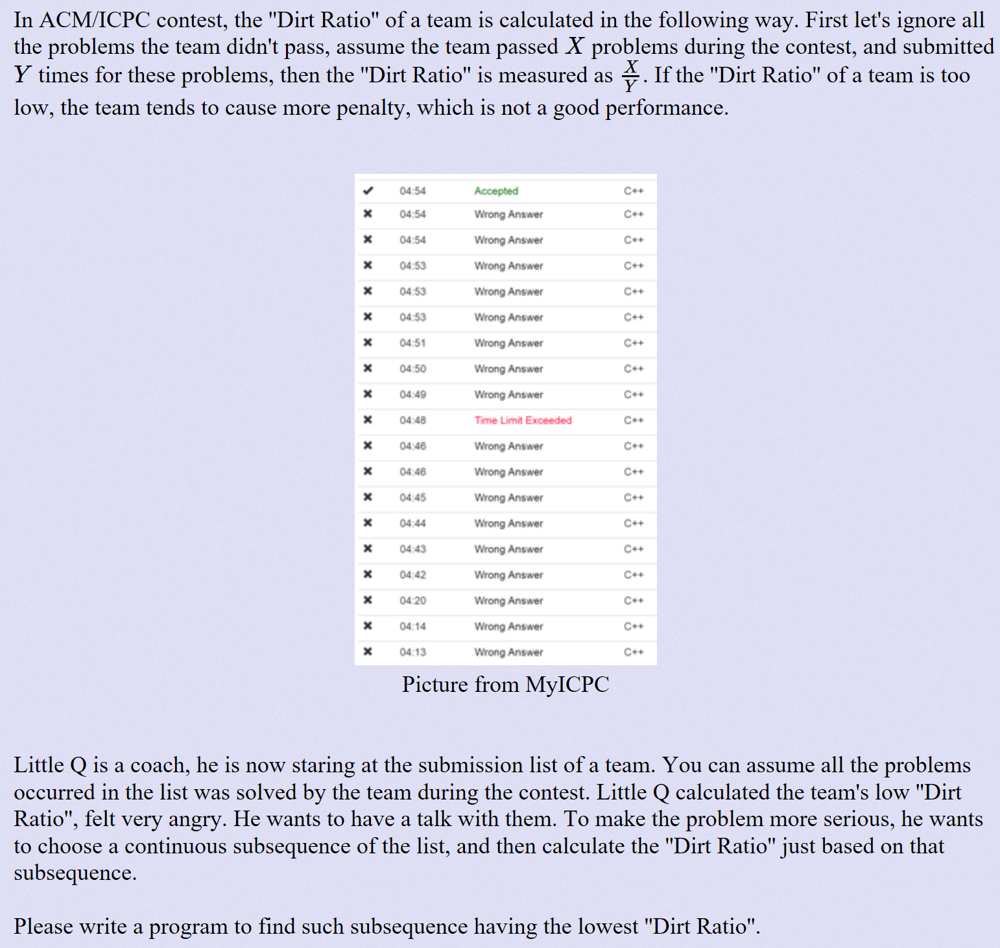 In ACM/ICPC contest, the "Dirt Ratio" of a team is calculated in the following way. First let's ignore all
the problems the team didn't pass, assume the team passed X problems during the contest, and submitted
Y times for these problems, then the "Dirt Ratio" is measured as X/Y. If the "Dirt Ratio" of a team is too
low, the team tends to cause more penalty, which is not a good performance.
✔ 04:54 Accepted C++
✖ 04:54 Wrong Answer C++
✖ 04:54 Wrong Answer C++
✖ 04:53 Wrong Answer C++
✖ 04:53 Wrong Answer C++
✖ 04:53 Wrong Answer C++
✖ 04:51 Wrong Answer C++
✖ 04:50 Wrong Answer C++
✖ 04:49 Wrong Answer C++
✖ 04:48 Time Limit Exceeded C++
✖ 04:46 Wrong Answer C++
✖ 04:46 Wrong Answer C++
✖ 04:45 Wrong Answer C++
✖ 04:44 Wrong Answer C++
✖ 04:43 Wrong Answer C++
✖ 04:42 Wrong Answer C++
✖ 04:20 Wrong Answer C++
✖ 04:14 Wrong Answer C++
✖ 04:13 Wrong Answer C++
Picture from MyICPC
Little Q is a coach, he is now staring at the submission list of a team. You can assume all the problems
occurred in the list was solved by the team during the contest. Little Q calculated the team's low "Dirt
Ratio", felt very angry. He wants to have a talk with them. To make the problem more serious, he wants
to choose a continuous subsequence of the list, and then calculate the "Dirt Ratio" just based on that
subsequence.
Please write a program to find such subsequence having the lowest "Dirt Ratio".